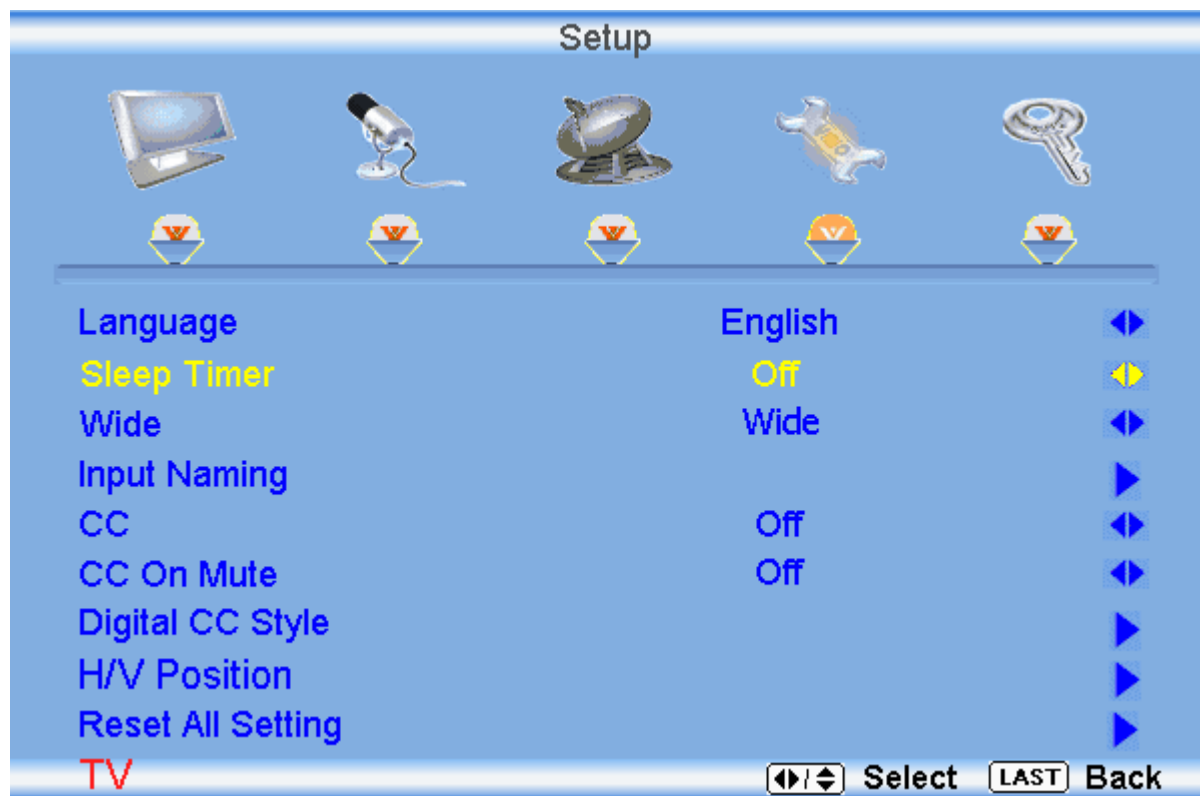 Setup
Language English
Sleep Timer Off
Wide Wide
Input Naming
CC Off
CC On Mute Off
Digital CC Style
H/V Position
Reset All Setting
TV / Select LAST Back